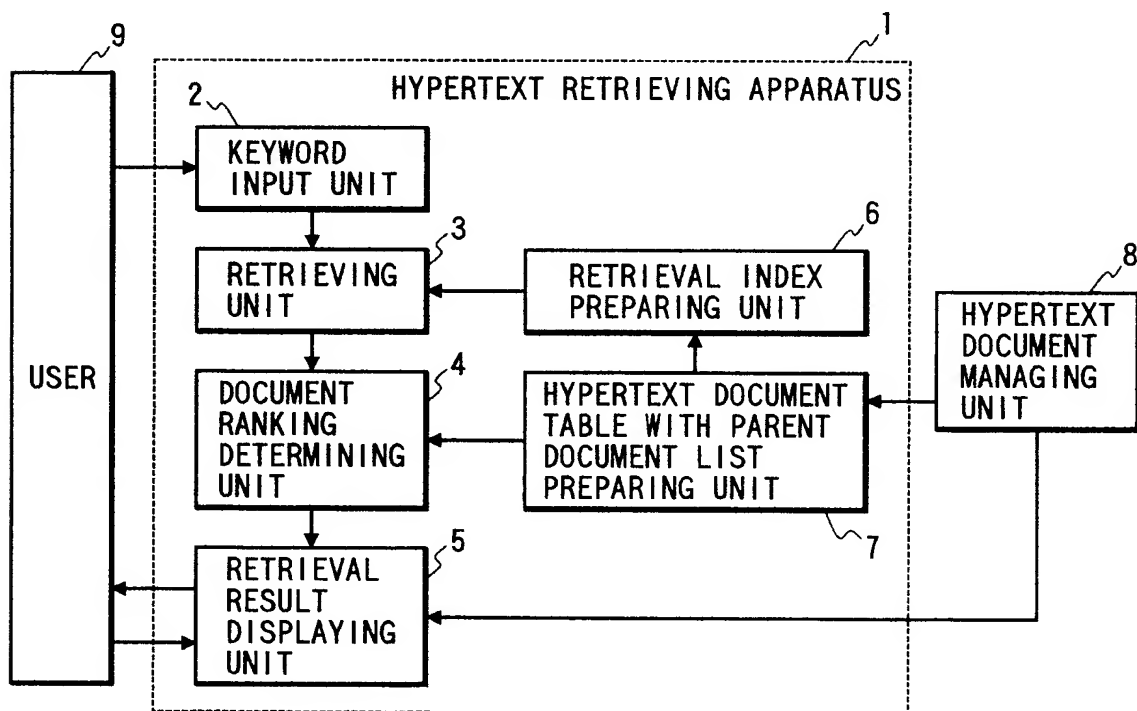 9
1
HYPERTEXT RETRIEVING APPARATUS
2
KEYWORD
INPUT UNIT
3
RETRIEVING
UNIT
6
RETRIEVAL INDEX
PREPARING UNIT
8
HYPERTEXT
DOCUMENT
MANAGING
UNIT
USER
4
DOCUMENT
RANKING
DETERMINING
UNIT
HYPERTEXT DOCUMENT
TABLE WITH PARENT
DOCUMENT LIST
PREPARING UNIT
7
5
RETRIEVAL
RESULT
DISPLAYING
UNIT